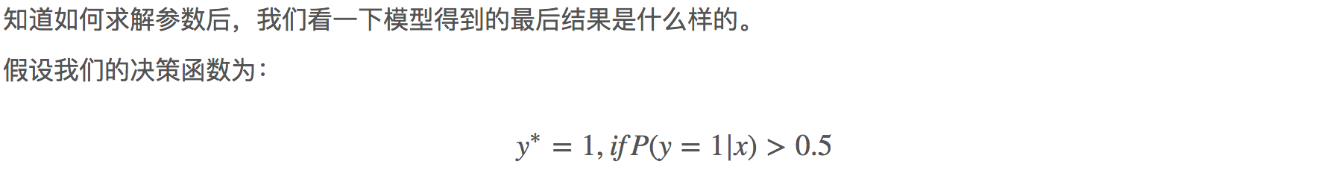 知道如何求解参数后，我们看一下模型得到的最后结果是什么样的。
假设我们的决策函数为：
y* = 1, if P(y = 1|x) > 0.5